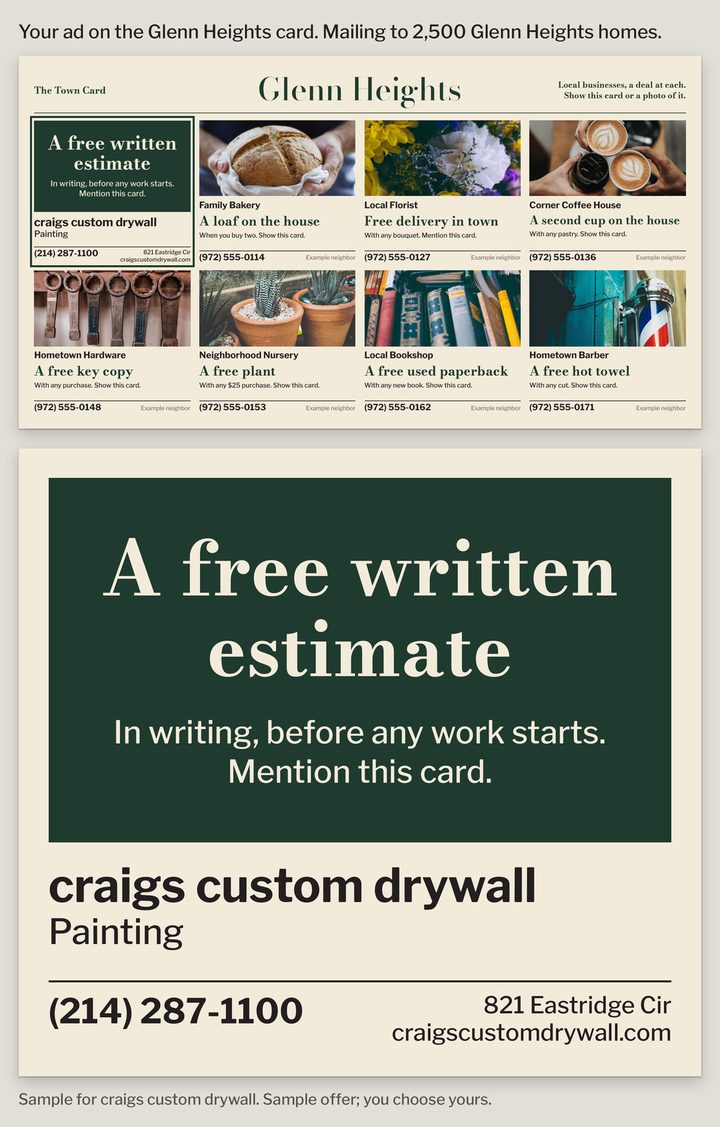 Your ad on the Glenn Heights card. Mailing to 2,500 Glenn Heights homes.
The Town Card
Glenn Heights
Local businesses, a deal at each.
Show this card or a photo of it.
A free written
estimate
In writing, before any work starts.
Mention this card.
craigs custom drywall
Painting
(214) 287-1100
821 Eastridge Cir
craigscustomdrywall.com
Family Bakery
A loaf on the house
When you buy two. Show this card.
(972) 555-0114
Example neighbor
Local Florist
Free delivery in town
With any bouquet. Mention this card.
(972) 555-0127
Example neighbor
Corner Coffee House
A second cup on the house
With any pastry. Show this card.
(972) 555-0136
Example neighbor
Hometown Hardware
A free key copy
With any purchase. Show this card.
(972) 555-0148
Example neighbor
Neighborhood Nursery
A free plant
With any $25 purchase. Show this card.
(972) 555-0153
Example neighbor
Local Bookshop
A free used paperback
With any new book. Show this card.
(972) 555-0162
Example neighbor
Hometown Barber
A free hot towel
With any cut. Show this card.
(972) 555-0171
Example neighbor
A free written
estimate
In writing, before any work starts.
Mention this card.
craigs custom drywall
Painting
(214) 287-1100
821 Eastridge Cir
craigscustomdrywall.com
Sample for craigs custom drywall. Sample offer; you choose yours.